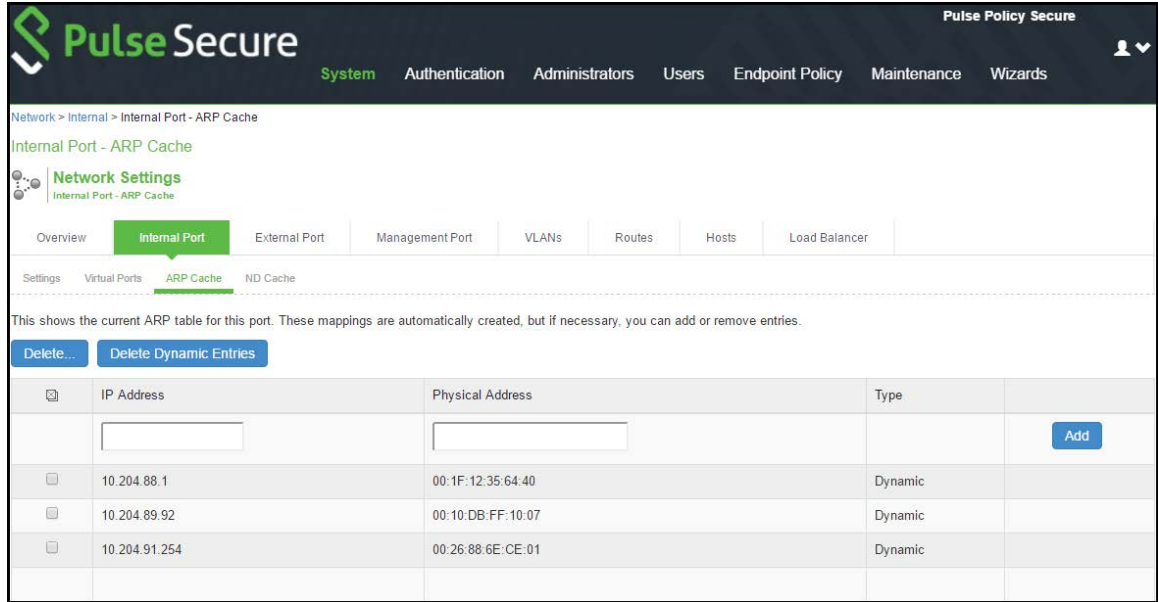 Pulse Policy Secure
Pulse Secure
System Authentication Administrators Users Endpoint Policy Maintenance Wizards
Network > Internal > Internal Port - ARP Cache
Internal Port - ARP Cache
Network Settings
Internal Port - ARP Cache
Overview Internal Port External Port Management Port VLANs Routes Hosts Load Balancer
Settings Virtual Ports ARP Cache ND Cache
This shows the current ARP table for this port. These mappings are automatically created, but if necessary, you can add or remove entries.
Delete... Delete Dynamic Entries
IP Address Physical Address Type
Add
10.204.88.1 00:1F:12:35:64:40 Dynamic
10.204.89.92 00:10:DB:FF:10:07 Dynamic
10.204.91.254 00:26:88:6E:CE:01 Dynamic